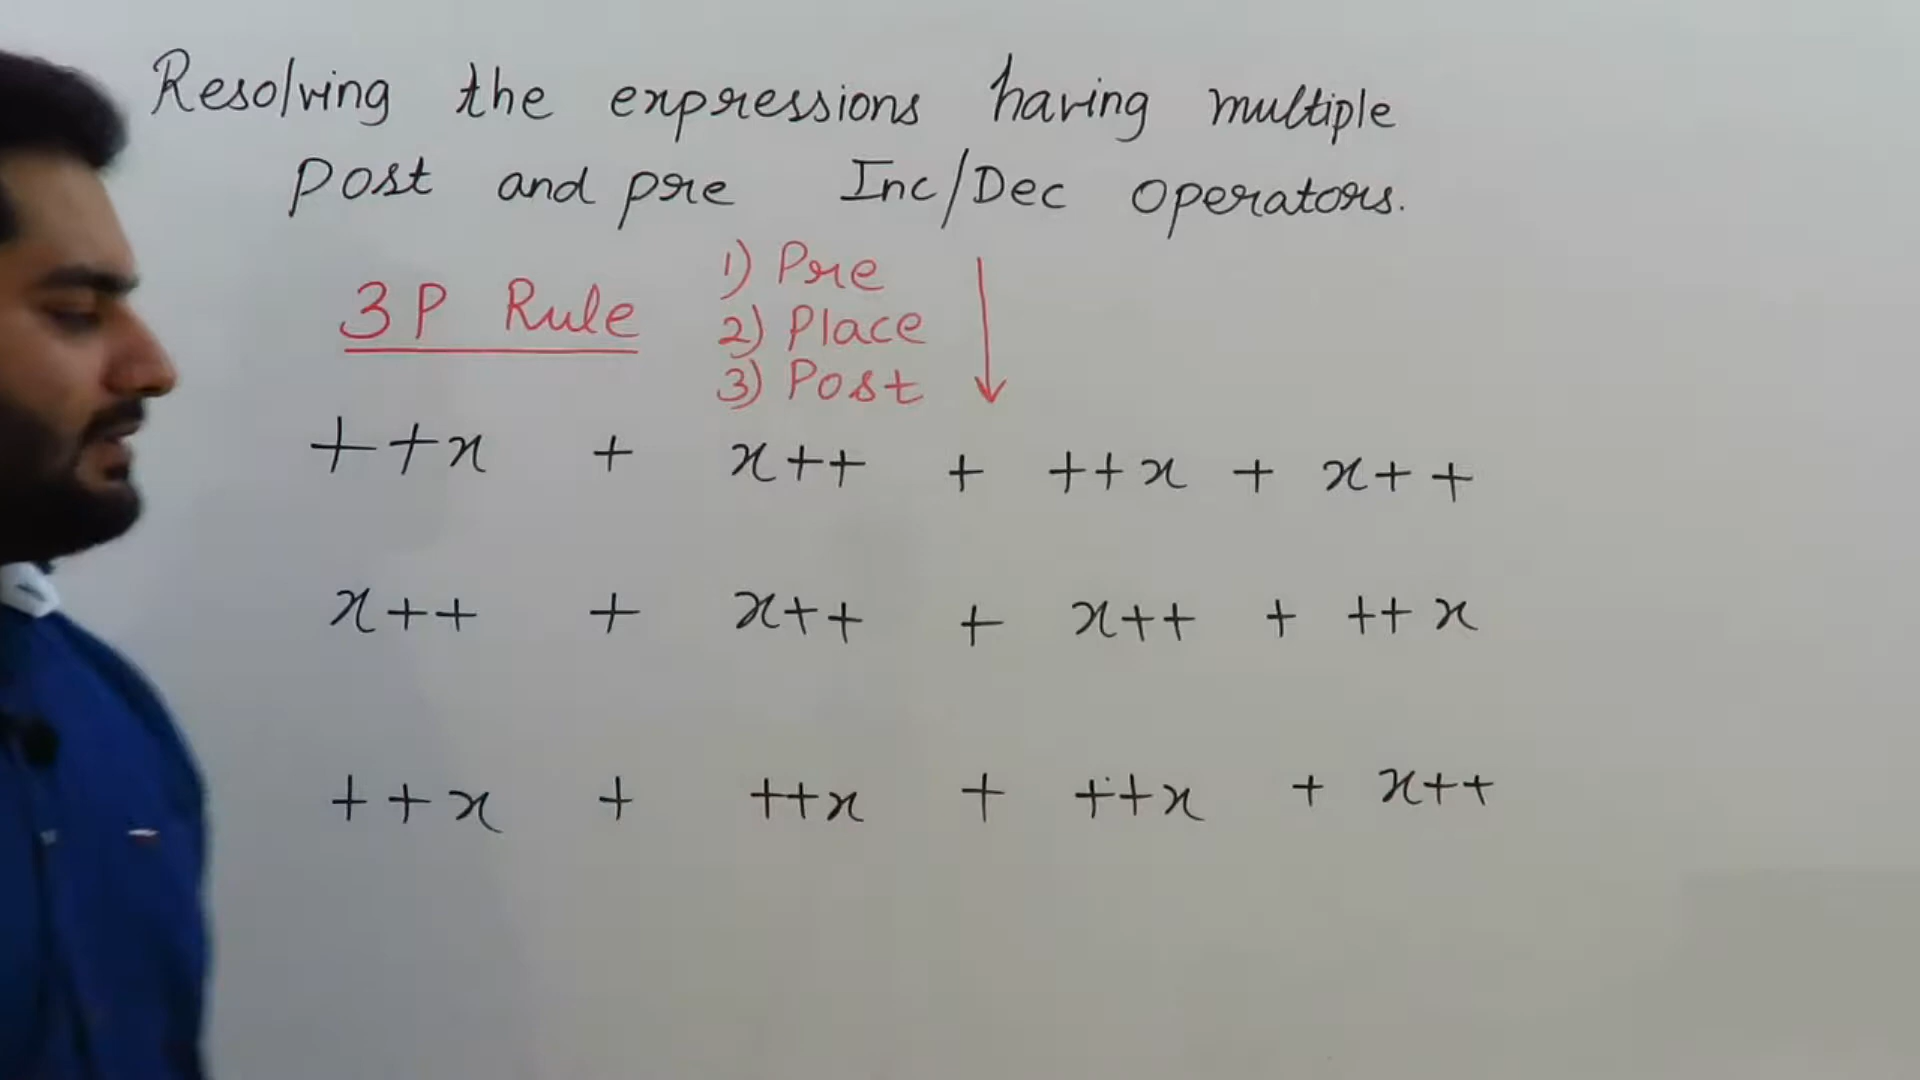 Resolving the expressions having multiple
Post and pre Inc/Dec operators.
3P Rule
1) Pre
2) Place
3) Post
++x + x++ + ++x + x++
x++ + x++ + x++ + ++x
++x + ++x + ++x + x++